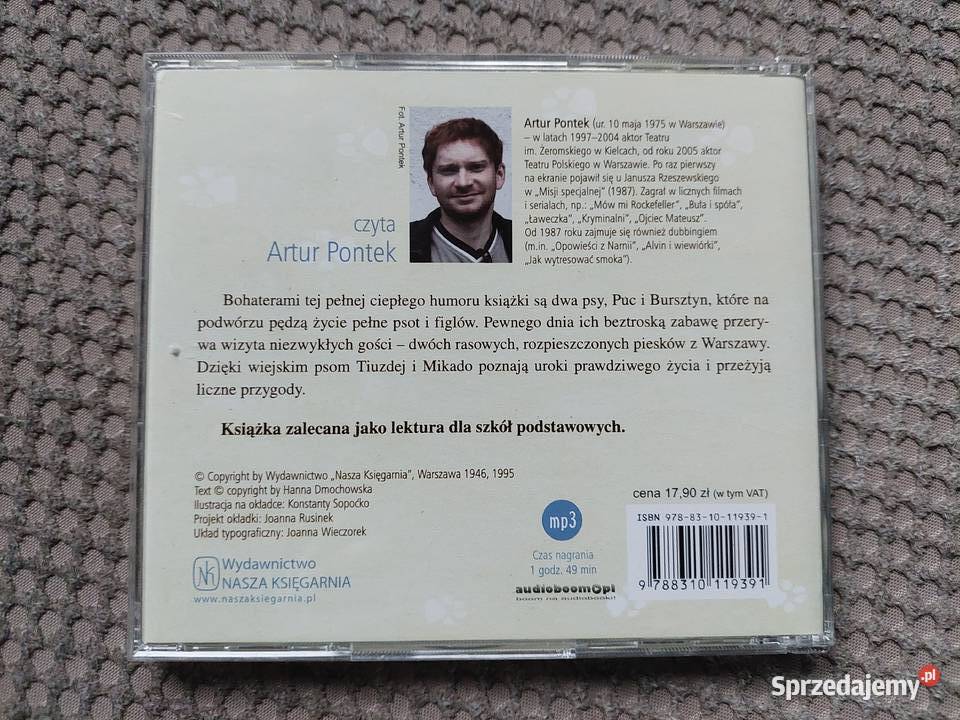 Fot. Artur Pontek
czyta
Artur Pontek
Artur Pontek (ur. 10 maja 1975 w Warszawie)
– w latach 1997–2004 aktor Teatru
im. Żeromskiego w Kielcach, od roku 2005 aktor
Teatru Polskiego w Warszawie. Po raz pierwszy
na ekranie pojawił się u Janusza Rzeszewskiego
w „Misji specjalnej” (1987). Zagrał w licznych filmach
i serialach, np.: „Mów mi Rockefeller”, „Buła i spóła”,
„Ławeczka”, „Kryminalni”, „Ojciec Mateusz”.
Od 1987 roku zajmuje się również dubbingiem
(m.in. „Opowieści z Narnii”, „Alvin i wiewiórki”,
„Jak wytresować smoka”).
Bohaterami tej pełnej ciepłego humoru książki są dwa psy, Puc i Bursztyn, które na
podwórzu pędzą życie pełne psot i figlów. Pewnego dnia ich beztroską zabawę przery-
wa wizyta niezwykłych gości – dwóch rasowych, rozpieszczonych piesków z Warszawy.
Dzięki wiejskim psom Tiuzdej i Mikado poznają uroki prawdziwego życia i przeżyją
liczne przygody.
Książka zalecana jako lektura dla szkół podstawowych.
© Copyright by Wydawnictwo „Nasza Księgarnia”, Warszawa 1946, 1995
Text © copyright by Hanna Dmochowska
Ilustracja na okładce: Konstanty Sopoćko
Projekt okładki: Joanna Rusinek
Układ typograficzny: Joanna Wieczorek
Wydawnictwo
NASZA KSIĘGARNIA
www.naszaksiegarnia.pl
mp3
Czas nagrania
1 godz. 49 min
audioboom.pl
boom na audiobooki!
cena 17,90 zł (w tym VAT)
ISBN 978-83-10-11939-1
9 788310 119391
Sprzedajemy.pl